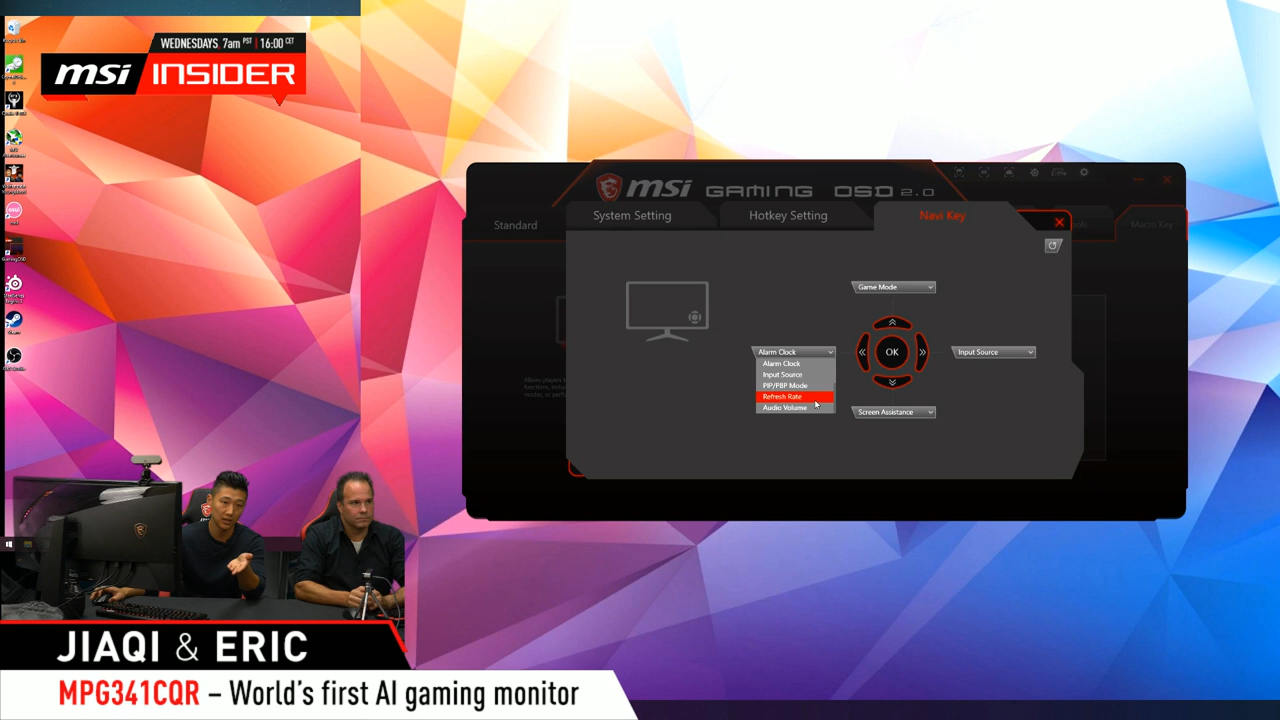 WEDNESDAYS, 7am PST | 16:00 CET
msi INSIDER
msi GAMING OSD 2.0
Standard
System Setting
Hotkey Setting
Navi Key
Macro Key
Game Mode
Alarm Clock
OK
Input Source
Alarm Clock
Input Source
PIP/PBP Mode
Refresh Rate
Audio Volume
Screen Assistance
JIAQI & ERIC
MPG341CQR – World's first AI gaming monitor